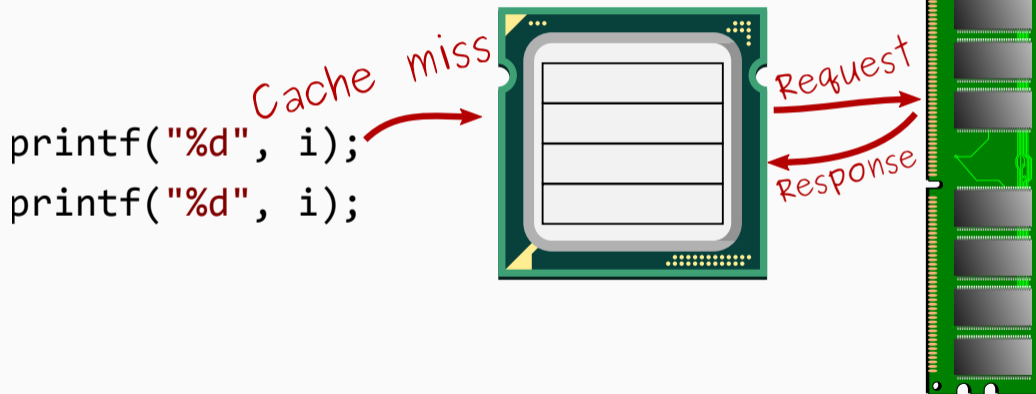 Cache miss
printf("%d", i);
printf("%d", i);
Request
Response